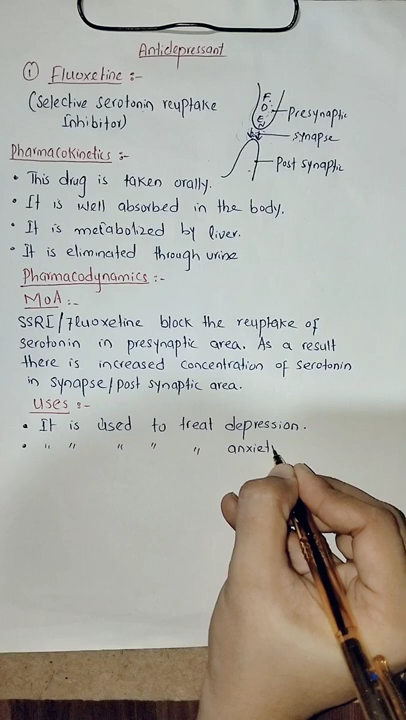 Antidepressant
① Fluoxetine :-
(Selective serotonin reuptake
Inhibitor)
Presynaptic
synapse
Post synaptic
Pharmacokinetics :-
• This drug is taken orally.
• It is well absorbed in the body.
• It is metabolized by liver.
• It is eliminated through urine
Pharmacodynamics :-
MOA :-
SSRI/Fluoxetine block the reuptake of
serotonin in presynaptic area. As a result
there is increased concentration of serotonin
in synapse/post synaptic area.
uses :-
• It is used to treat depression.
• " " " " " anxiet